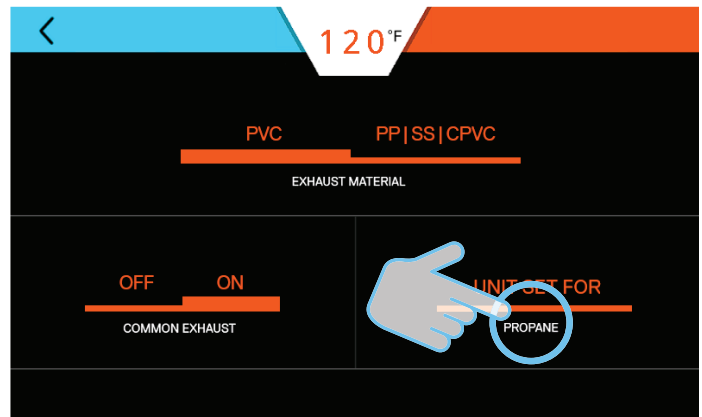 120°F
PVC PP|SS|CPVC
EXHAUST MATERIAL
OFF ON
COMMON EXHAUST
UNIT SET FOR
PROPANE